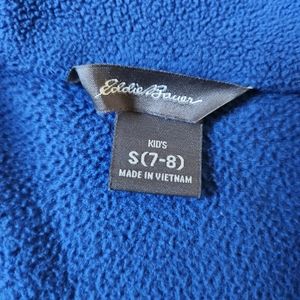 Eddie Bauer
KID'S
S(7-8)
MADE IN VIETNAM